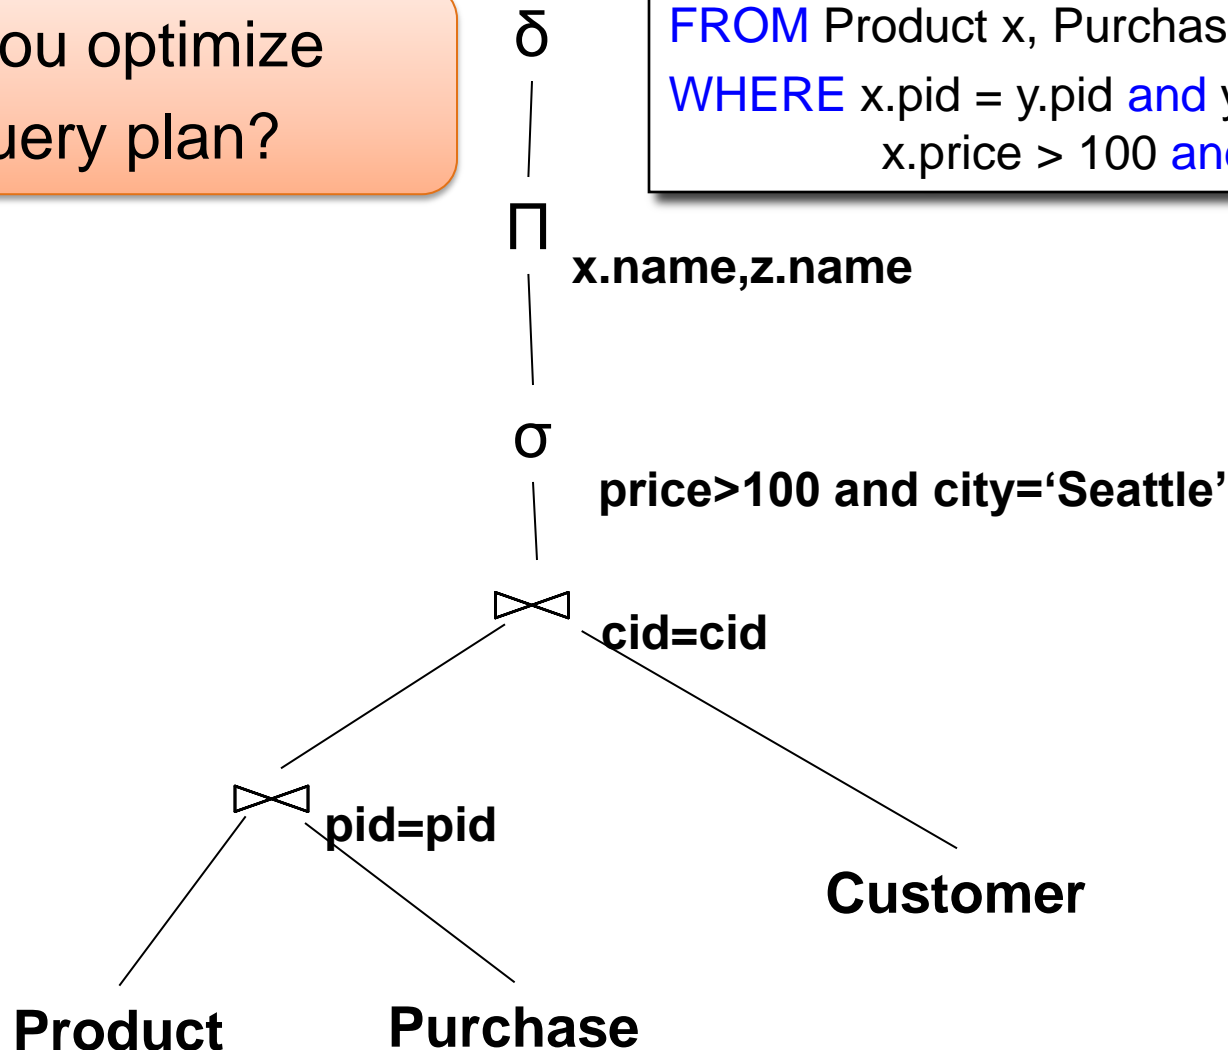 ou optimize
uery plan?
FROM Product x, Purchas
WHERE x.pid = y.pid and y
x.price > 100 an
δ
Π
x.name,z.name
σ
price>100 and city=‘Seattle’
cid=cid
pid=pid
Customer
Product
Purchase